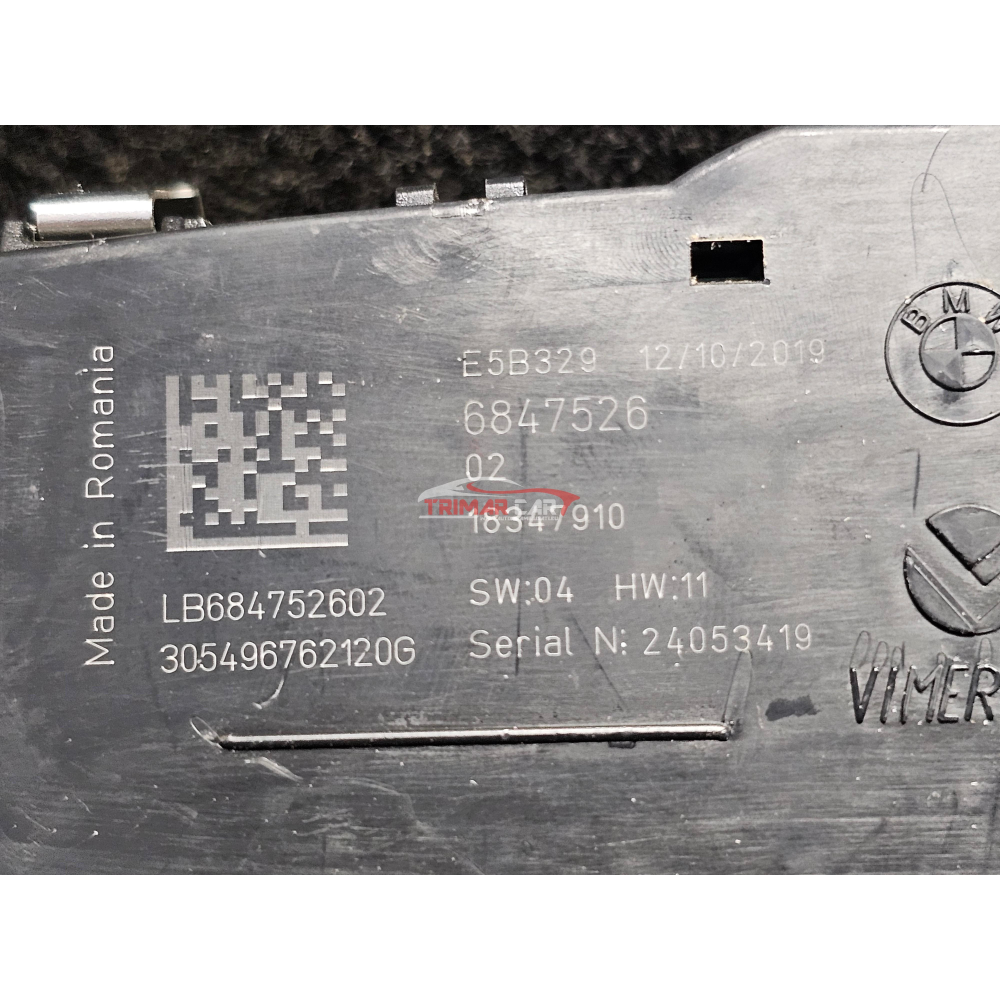 Made in Romania
E5B329 12/10/2019
6847526
02
18347910
LB684752602
305496762120G
SW:04 HW:11
Serial N: 24053419
BMW
VIMER
TRIMAR CAR